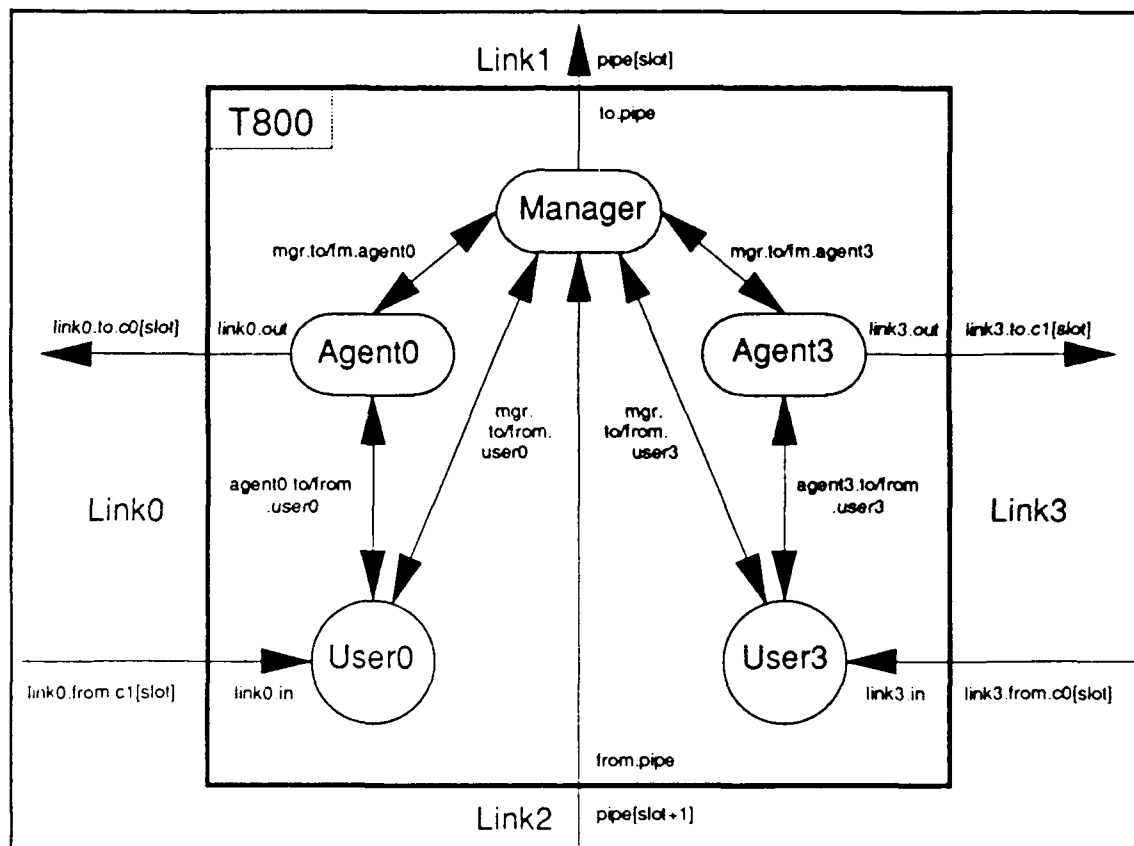 Link1
pipe[slot]
T800
to.pipe
Manager
mgr.to/fm.agent0
mgr.to/fm.agent3
link0.to.c0[slot]
link0.out
Agent0
Agent3
link3.out
link3.to.c1[slot]
mgr.
to/from.
user0
mgr.
to/from.
user3
agent0.to/from
.user0
agent3.to/from
.user3
Link0
Link3
User0
User3
link0.from.c1[slot]
link0.in
link3.in
link3.from.c0[slot]
from.pipe
Link2
pipe[slot+1]